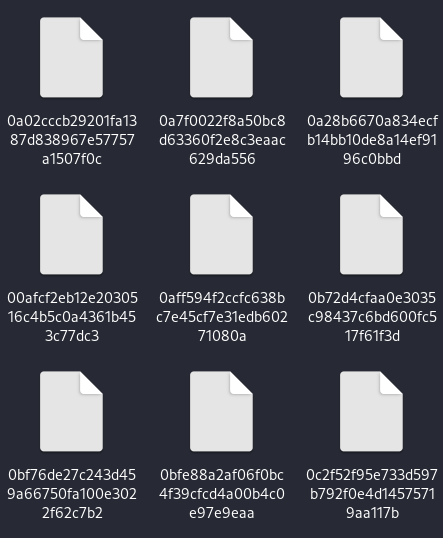 0a02cccb29201fa13
87d838967e57757
a1507f0c
0a7f0022f8a50bc8
d63360f2e8c3eaac
629da556
0a28b6670a834ecf
b14bb10de8a14ef91
96c0bbd
00afcf2eb12e20305
16c4b5c0a4361b45
3c77dc3
0aff594f2ccfc638b
c7e45cf7e31edb602
71080a
0b72d4cfaa0e3035
c98437c6bd600fc5
17f61f3d
0bf76de27c243d45
9a66750fa100e302
2f62c7b2
0bfe88a2af06f0bc
4f39cfcd4a00b4c0
e97e9eaa
0c2f52f95e733d597
b792f0e4d1457571
9aa117b